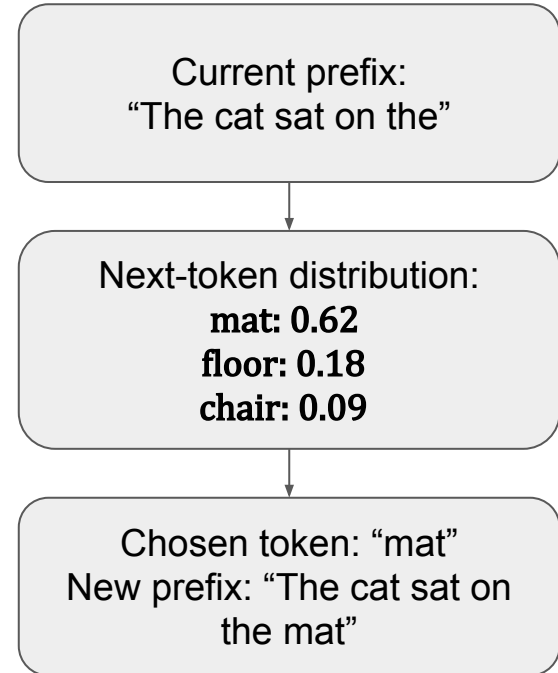 Current prefix:
“The cat sat on the”
Next-token distribution:
mat: 0.62
floor: 0.18
chair: 0.09
Chosen token: “mat”
New prefix: “The cat sat on
the mat”